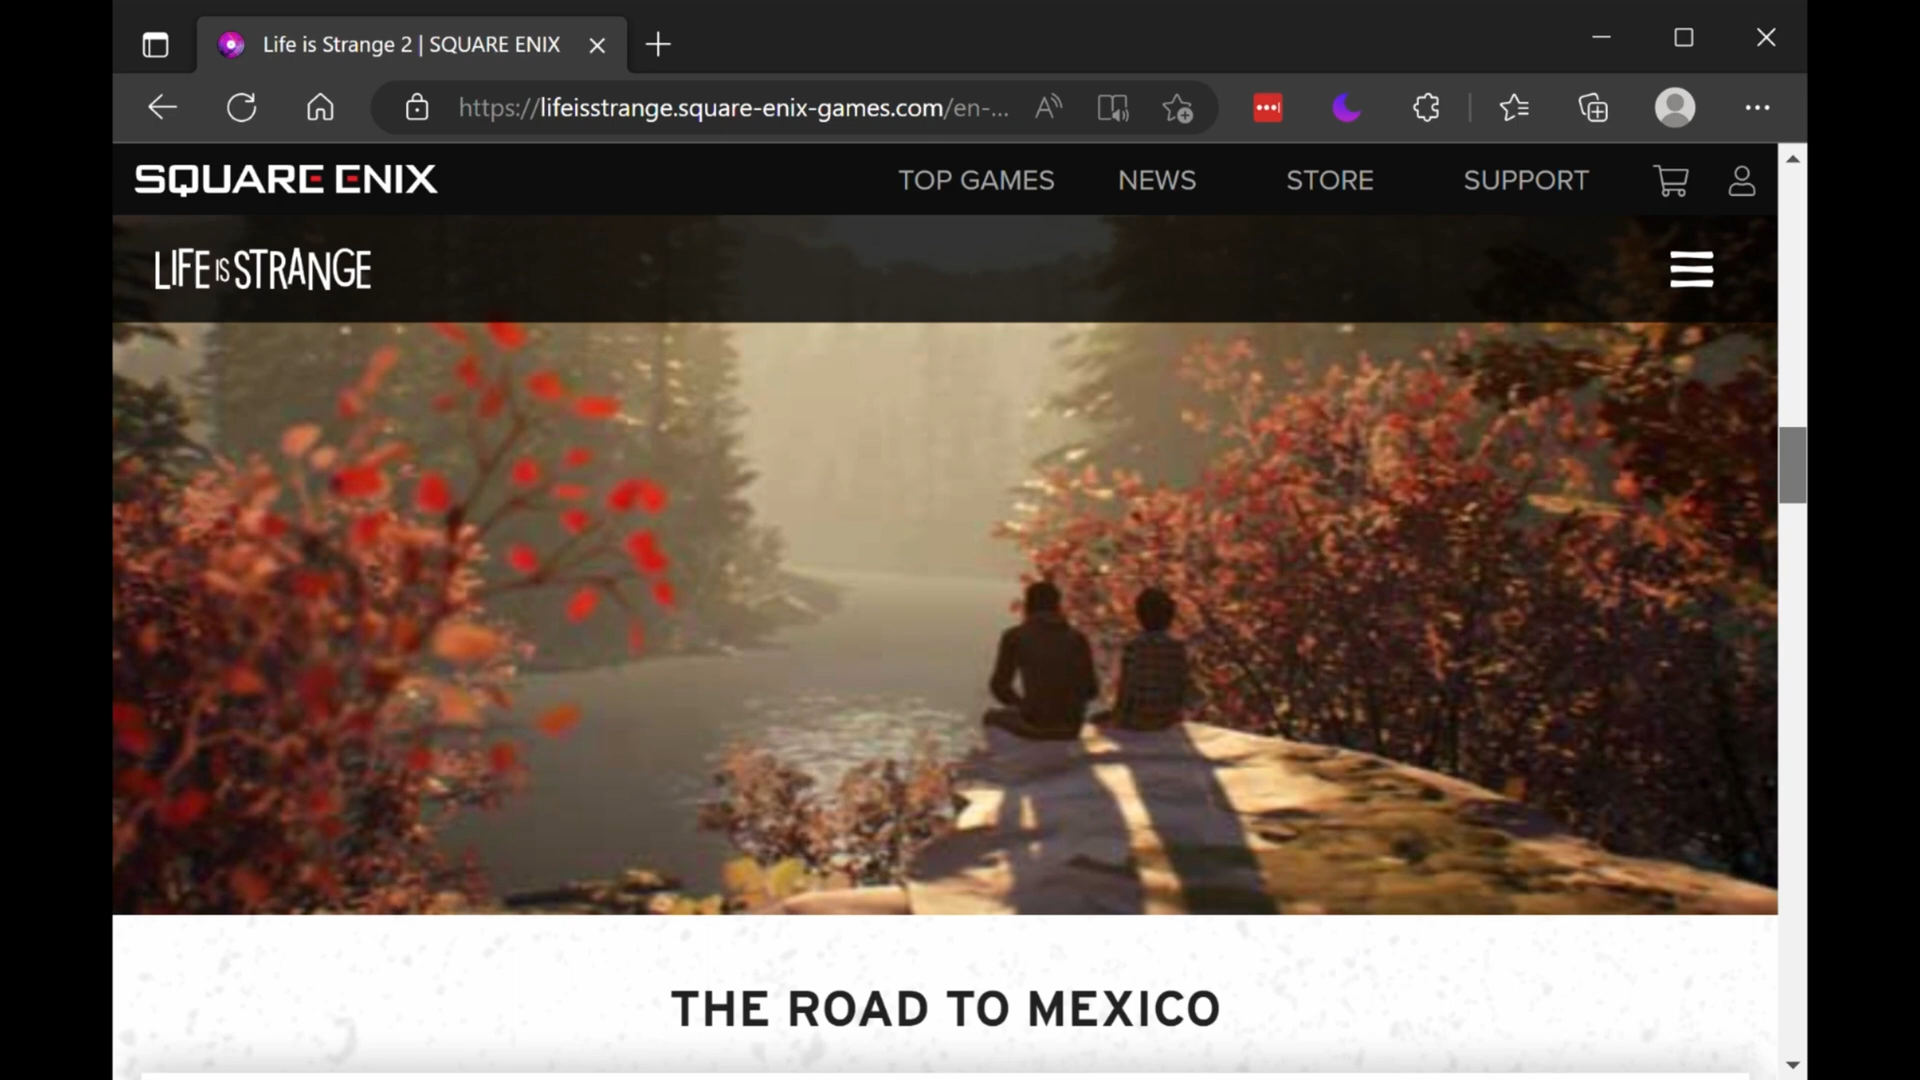 Life is Strange 2 | SQUARE ENIX
https://lifeisstrange.square-enix-games.com/en-...
SQUARE ENIX
TOP GAMES
NEWS
STORE
SUPPORT
LIFE IS STRANGE
THE ROAD TO MEXICO